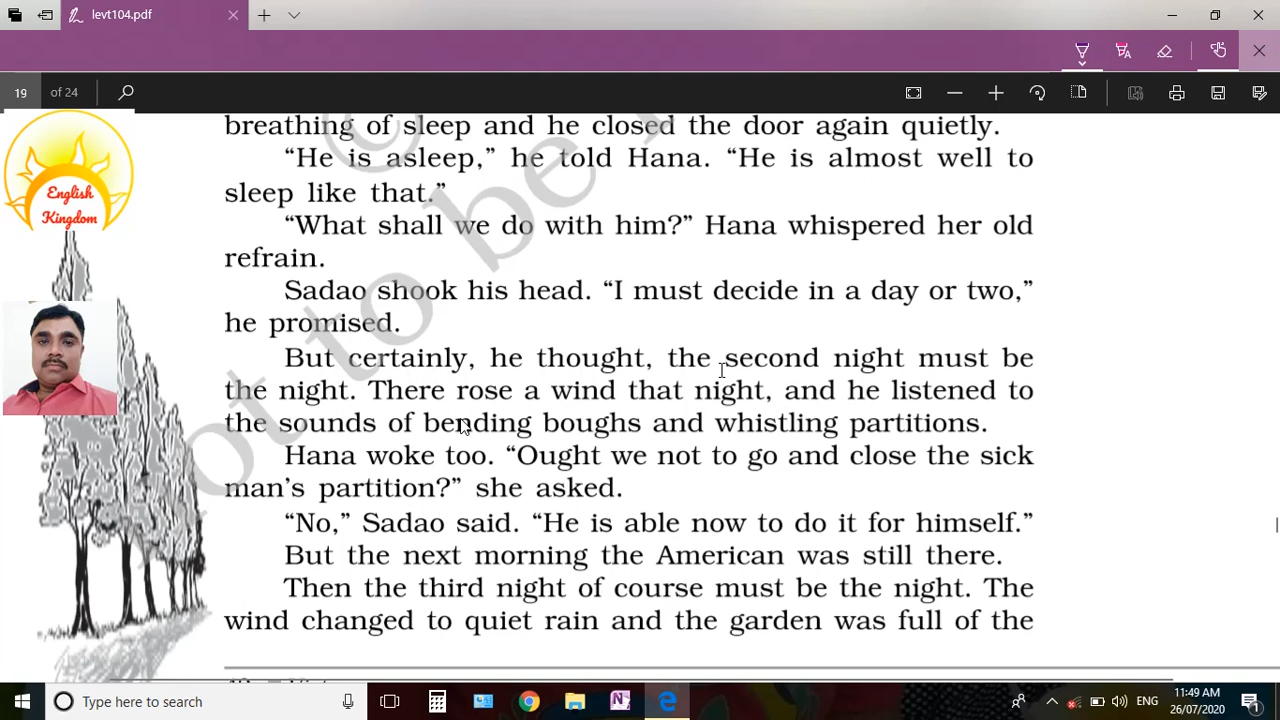 levt104.pdf
19 of 24
English
Kingdom
not to be
breathing of sleep and he closed the door again quietly.
“He is asleep,” he told Hana. “He is almost well to
sleep like that.”
“What shall we do with him?” Hana whispered her old
refrain.
Sadao shook his head. “I must decide in a day or two,”
he promised.
But certainly, he thought, the second night must be
the night. There rose a wind that night, and he listened to
the sounds of bending boughs and whistling partitions.
Hana woke too. “Ought we not to go and close the sick
man’s partition?” she asked.
“No,” Sadao said. “He is able now to do it for himself.”
But the next morning the American was still there.
Then the third night of course must be the night. The
wind changed to quiet rain and the garden was full of the
Type here to search
ENG
11:49 AM
26/07/2020
1